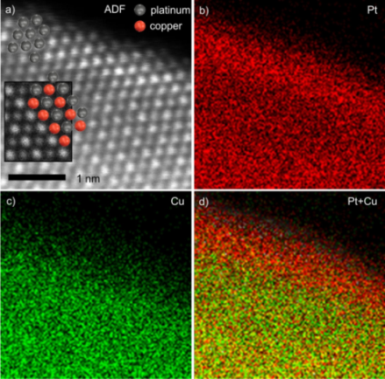 a) ADF platinum
copper
1 nm
b) Pt
c) Cu
d) Pt+Cu